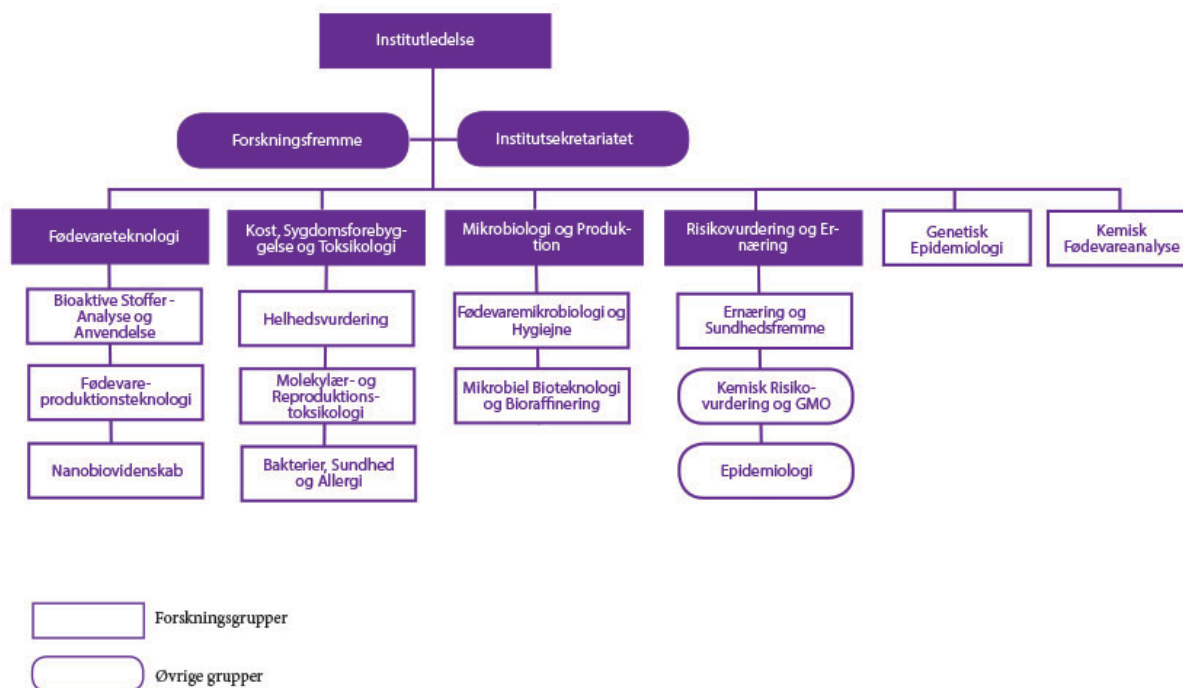 Institutledelse
Forskningsfremme
Institutsekretariatet
Fødevareteknologi
Kost, Sygdomsforebyg-
gelse og Toksikologi
Mikrobiologi og Produk-
tion
Risikovurdering og Er-
næring
Genetisk
Epidemiologi
Kemisk
Fødevareanalyse
Bioaktive Stoffer -
Analyse og
Anvendelse
Helhedsvurdering
Fødevaremikrobiologi og
Hygiejne
Ernæring og
Sundhedsfremme
Fødevare-
produktionsteknologi
Molekylær- og
Reproduktions-
toksikologi
Mikrobiel Bioteknologi
og Bioraffinering
Kemisk Risiko-
vurdering og GMO
Nanobiovidenskab
Bakterier, Sundhed
og Allergi
Epidemiologi
Forskningsgrupper
Øvrige grupper